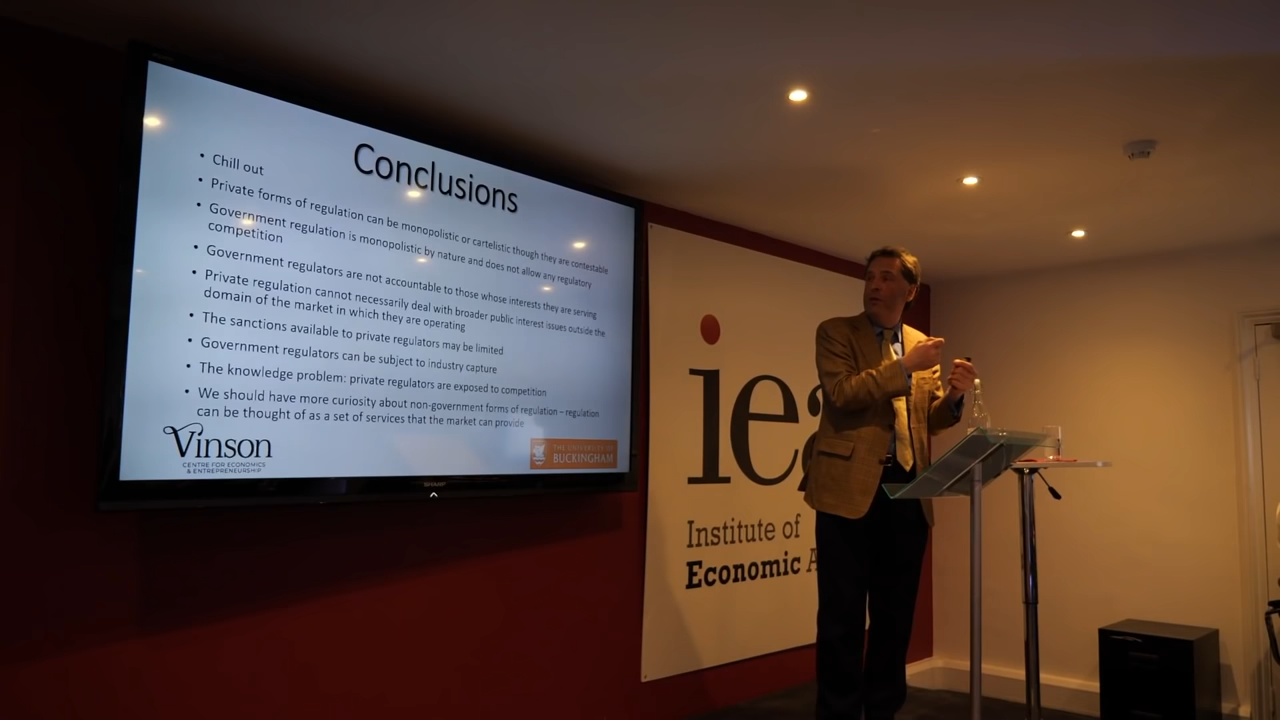 Conclusions
• Chill out
• Private forms of regulation can be monopolistic or cartelistic though they are contestable
• Government regulation is monopolistic by nature and does not allow any regulatory
competition
• Government regulators are not accountable to those whose interests they are serving
• Private regulation cannot necessarily deal with broader public interest issues outside the
domain of the market in which they are operating
• The sanctions available to private regulators may be limited
• Government regulators can be subject to industry capture
• The knowledge problem: private regulators are exposed to competition
• We should have more curiosity about non-government forms of regulation – regulation
can be thought of as a set of services that the market can provide
Vinson
CENTRE FOR ECONOMICS
& ENTREPRENEURSHIP
THE UNIVERSITY OF
BUCKINGHAM
SHARP
iea
Institute of
Economic A